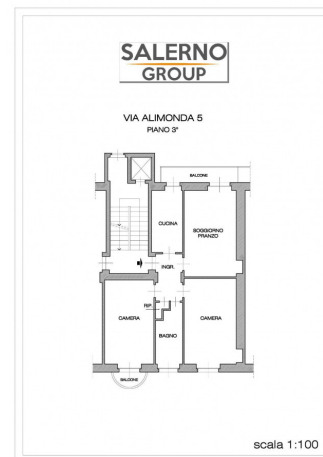 SALERNO
GROUP
VIA ALIMONDA 5
PIANO 3°
BALCONE
CUCINA
SOGGIORNO
PRANZO
INGR.
RIP.
CAMERA
BAGNO
CAMERA
BALCONE
scala 1:100